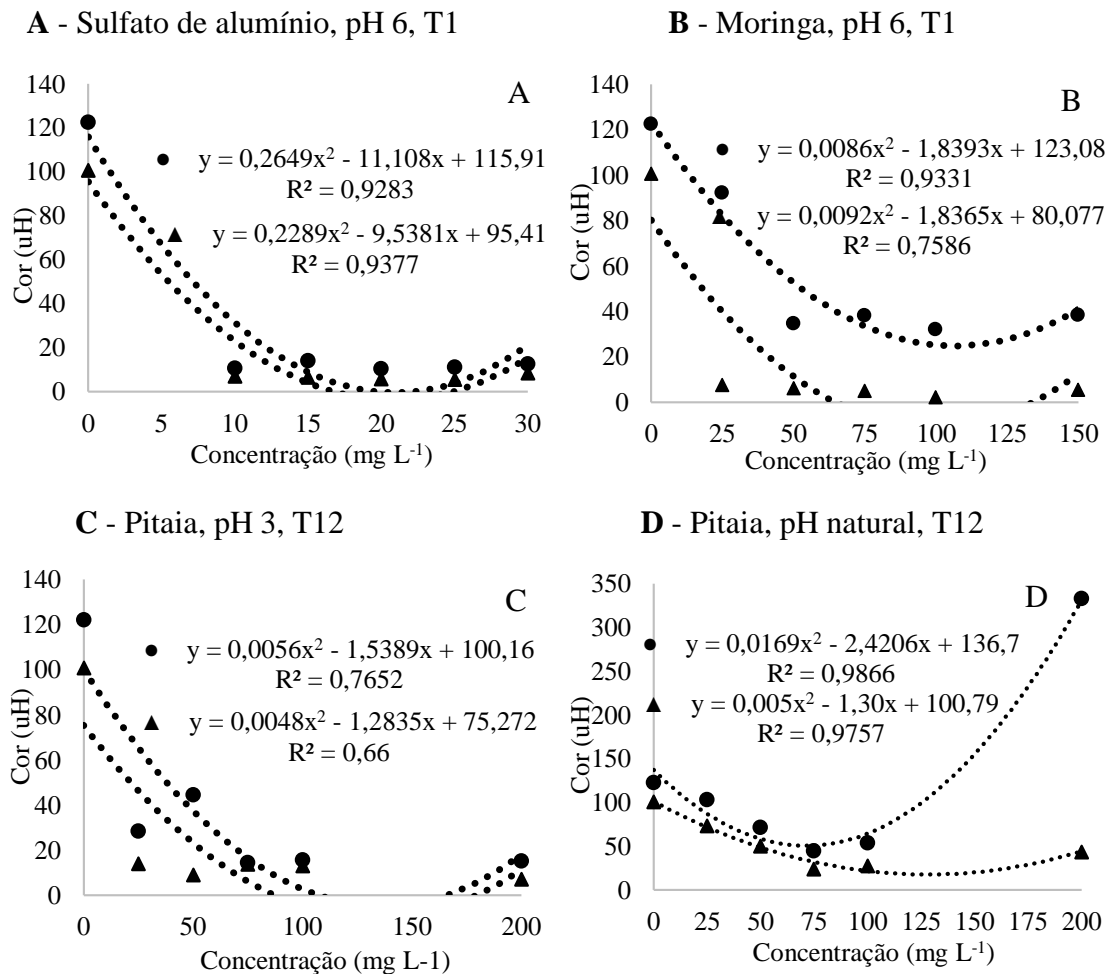 A - Sulfato de alumínio, pH 6, T1
140
120
100
80
60
40
20
0
Cor (uH)
A
y = 0,2649x² - 11,108x + 115,91
R² = 0,9283
y = 0,2289x² - 9,5381x + 95,41
R² = 0,9377
0 5 10 15 20 25 30
Concentração (mg L-1)
B - Moringa, pH 6, T1
140
120
100
80
60
40
20
0
Cor (uH)
B
y = 0,0086x² - 1,8393x + 123,08
R² = 0,9331
y = 0,0092x² - 1,8365x + 80,077
R² = 0,7586
0 25 50 75 100 125 150
Concentração (mg L-1)
C - Pitaia, pH 3, T12
140
120
100
80
60
40
20
0
Cor (uH)
C
y = 0,0056x² - 1,5389x + 100,16
R² = 0,7652
y = 0,0048x² - 1,2835x + 75,272
R² = 0,66
0 50 100 150 200
Concentração (mg L-1)
D - Pitaia, pH natural, T12
350
300
250
200
150
100
50
0
Cor (uH)
D
y = 0,0169x² - 2,4206x + 136,7
R² = 0,9866
y = 0,005x² - 1,30x + 100,79
R² = 0,9757
0 25 50 75 100 125 150 175 200
Concentração (mg L-1)